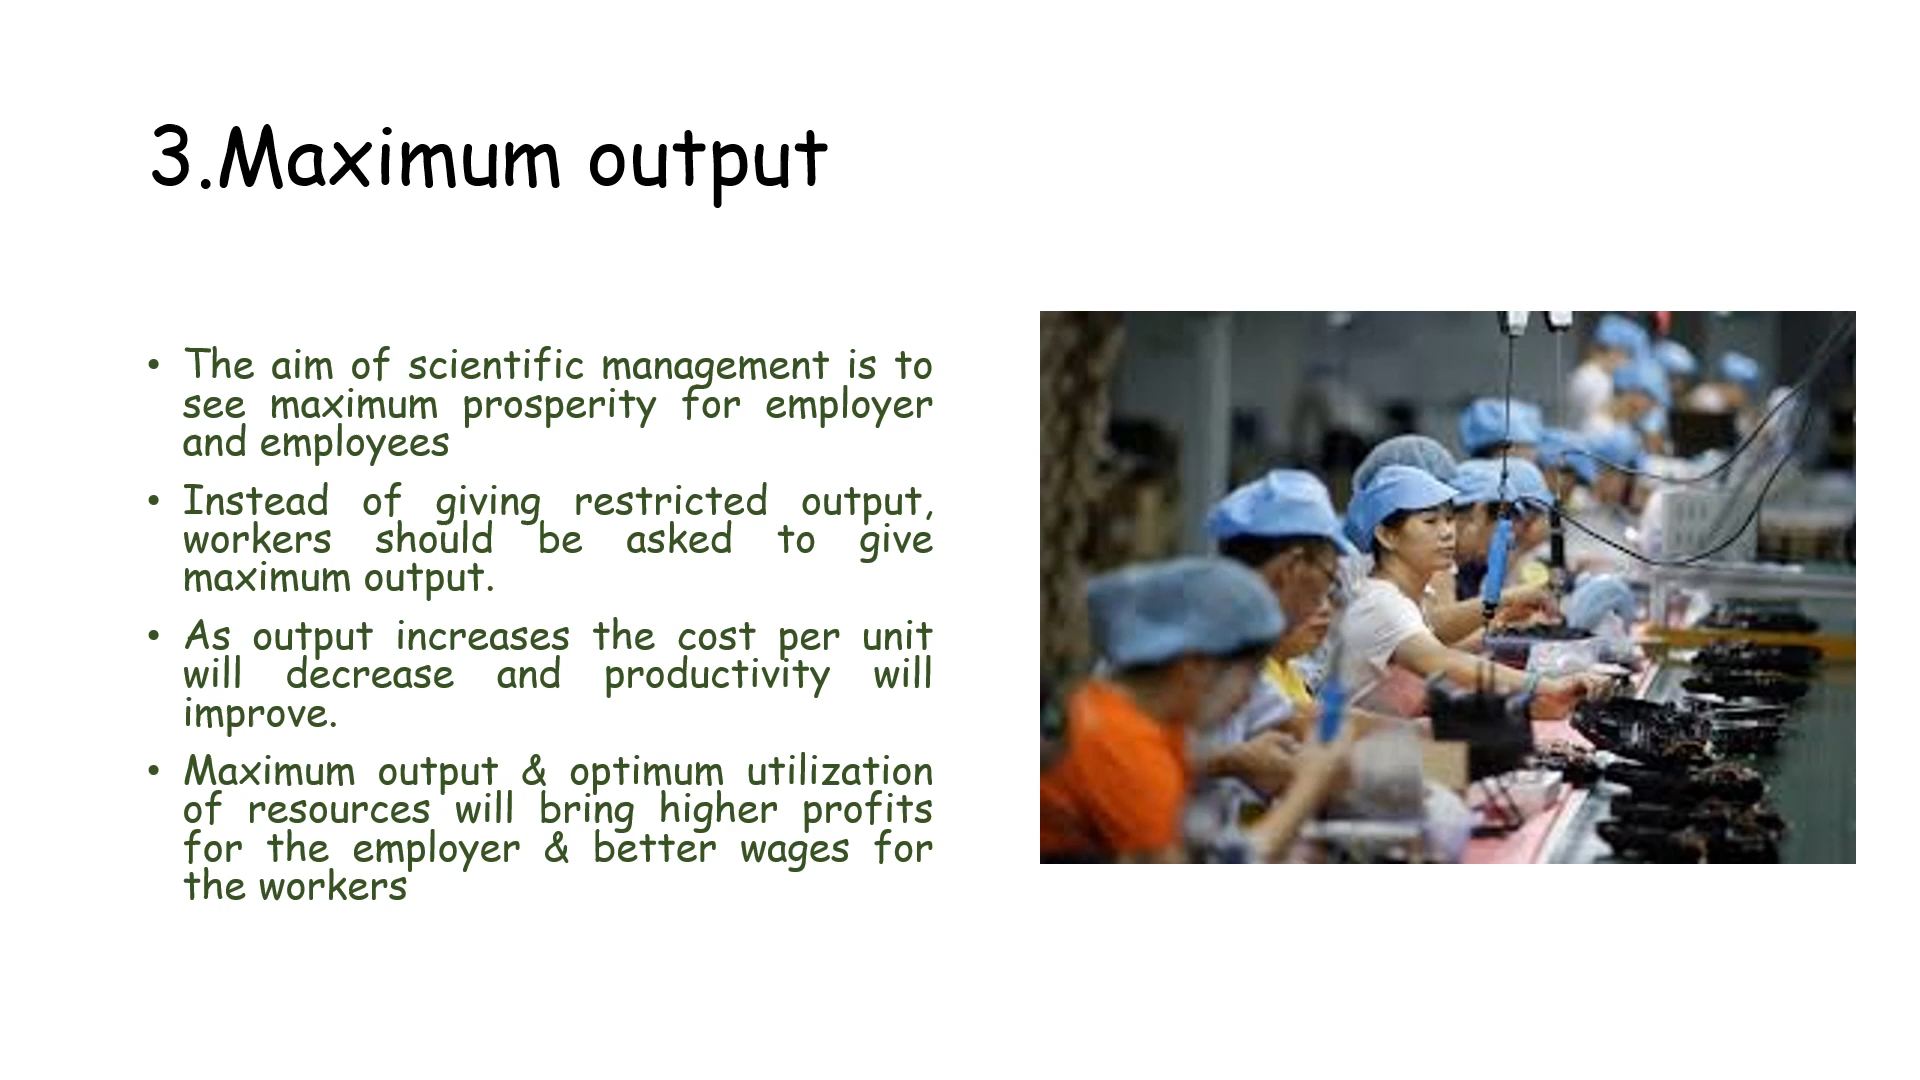 3.Maximum output
• The aim of scientific management is to
see maximum prosperity for employer
and employees
• Instead of giving restricted output,
workers should be asked to give
maximum output.
• As output increases the cost per unit
will decrease and productivity will
improve.
• Maximum output & optimum utilization
of resources will bring higher profits
for the employer & better wages for
the workers